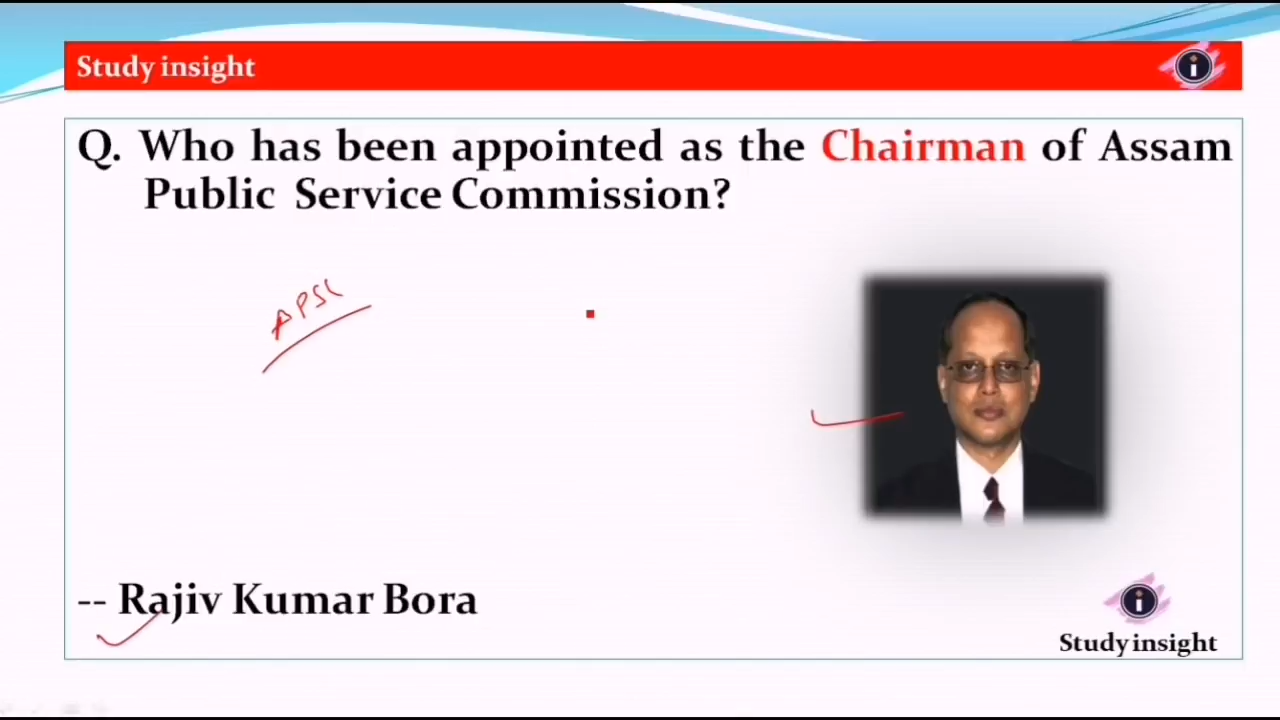 Study insight
Q. Who has been appointed as the Chairman of Assam
Public Service Commission?
APSC
-- Rajiv Kumar Bora
i
Study insight